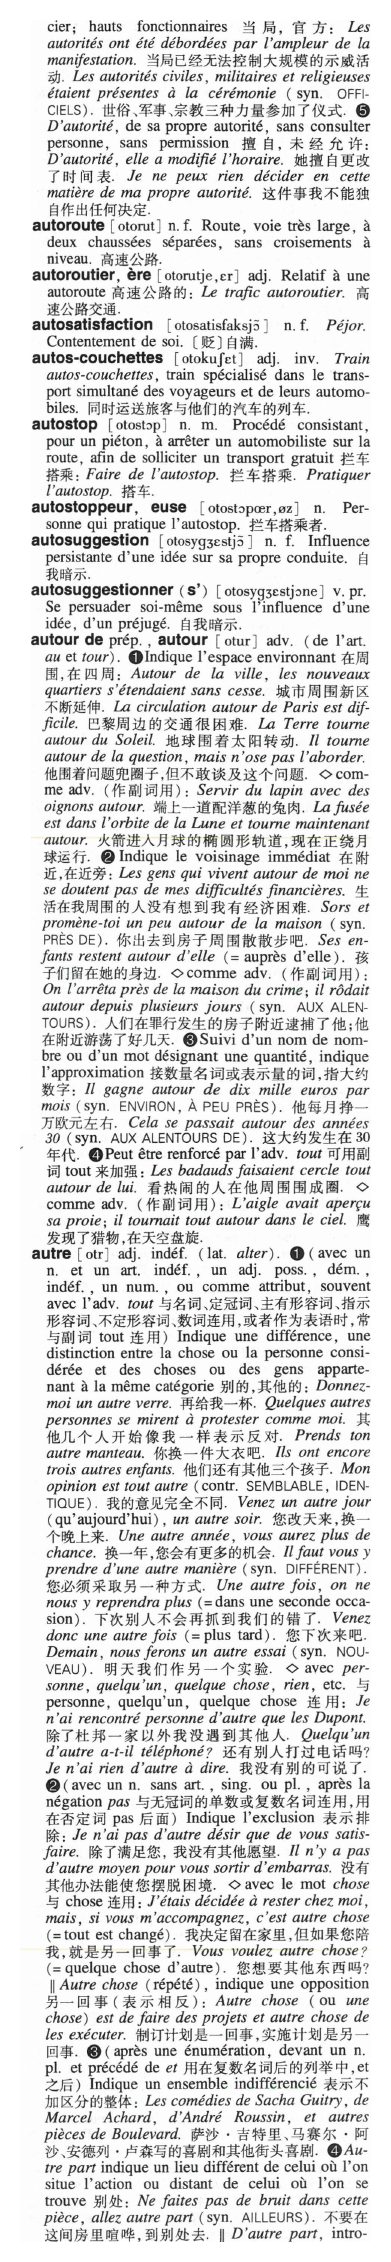 cier; hauts fonctionnaires 当局, 官方: Les
autorités ont été débordées par l'ampleur de la
manifestation. 当局已经无法控制大规模的示威活
动. Les autorités civiles, militaires et religieuses
étaient présentes à la cérémonie (syn. OFFI-
CIELS). 世俗、军事、宗教三种力量参加了仪式. ❺
D'autorité, de sa propre autorité, sans consulter
personne, sans permission 擅自, 未经允许:
D'autorité, elle a modifié l'horaire. 她擅自更改
了时间表. Je ne peux rien décider en cette
matière de ma propre autorité. 这件事我不能独
自作出任何决定.
autoroute [otorut] n. f. Route, voie très large, à
deux chaussées séparées, sans croisements à
niveau. 高速公路.
autoroutier, ère [otorutje,ɛr] adj. Relatif à une
autoroute 高速公路的: Le trafic autoroutier. 高
速公路交通.
autosatisfaction [otosatisfaksjɔ̃] n. f. Péjor.
Contentement de soi. 〔贬〕自满.
autos-couchettes [otokuʃɛt] adj. inv. Train
autos-couchettes, train spécialisé dans le trans-
port simultané des voyageurs et de leurs automo-
biles. 同时运送旅客与他们的汽车的列车.
autostop [otostɔp] n. m. Procédé consistant,
pour un piéton, à arrêter un automobiliste sur la
route, afin de solliciter un transport gratuit 拦车
搭乘: Faire de l'autostop. 拦车搭乘. Pratiquer
l'autostop. 搭车.
autostoppeur, euse [otostɔpœr,øz] n. Per-
sonne qui pratique l'autostop. 拦车搭乘者.
autosuggestion [otosygʒɛstjɔ̃] n. f. Influence
persistante d'une idée sur sa propre conduite. 自
我暗示.
autosuggestionner (s') [otosygʒɛstjɔne] v. pr.
Se persuader soi-même sous l'influence d'une
idée, d'un préjugé. 自我暗示.
autour de prép., autour [otur] adv. (de l'art.
au et tour). ❶Indique l'espace environnant 在周
围,在四周: Autour de la ville, les nouveaux
quartiers s'étendaient sans cesse. 城市周围新区
不断延伸. La circulation autour de Paris est dif-
ficile. 巴黎周边的交通很困难. La Terre tourne
autour du Soleil. 地球围着太阳转动. Il tourne
autour de la question, mais n'ose pas l'aborder.
他围着问题兜圈子,但不敢谈及这个问题. ◇com-
me adv. (作副词用): Servir du lapin avec des
oignons autour. 端上一道配洋葱的兔肉. La fusée
est dans l'orbite de la Lune et tourne maintenant
autour. 火箭进入月球的椭圆形轨道,现在正绕月
球运行. ❷Indique le voisinage immédiat 在附
近,在近旁: Les gens qui vivent autour de moi ne
se doutent pas de mes difficultés financières. 生
活在我周围的人没有想到我有经济困难. Sors et
promène-toi un peu autour de la maison (syn.
PRÈS DE). 你出去到房子周围散散步吧. Ses en-
fants restent autour d'elle (= auprès d'elle). 孩
子们留在她的身边. ◇comme adv. (作副词用):
On l'arrêta près de la maison du crime; il rôdait
autour depuis plusieurs jours (syn. AUX ALEN-
TOURS). 人们在罪行发生的房子附近逮捕了他;他
在附近游荡了好几天. ❸Suivi d'un nom de nom-
bre ou d'un mot désignant une quantité, indique
l'approximation 接数量名词或表示量的词,指大约
数字: Il gagne autour de dix mille euros par
mois (syn. ENVIRON, À PEU PRÈS). 他每月挣一
万欧元左右. Cela se passait autour des années
30 (syn. AUX ALENTOURS DE). 这大约发生在 30
年代. ❹Peut être renforcé par l'adv. tout 可用副
词 tout 来加强: Les badauds faisaient cercle tout
autour de lui. 看热闹的人在他周围围成圈. ◇
comme adv. (作副词用): L'aigle avait aperçu
sa proie; il tournait tout autour dans le ciel. 鹰
发现了猎物,在天空盘旋.
autre [otr] adj. indéf. (lat. alter). ❶ (avec un
n. et un art. indéf., un adj. poss., dém.,
indéf., un num., ou comme attribut, souvent
avec l'adv. tout 与名词、定冠词、主有形容词、指示
形容词、不定形容词、数词连用,或者作为表语时,常
与副词 tout 连用) Indique une différence, une
distinction entre la chose ou la personne consi-
dérée et des choses ou des gens apparte-
nant à la même catégorie 别的,其他的: Donnez-
moi un autre verre. 再给我一杯. Quelques autres
personnes se mirent à protester comme moi. 其
他几个人开始像我一样表示反对. Prends ton
autre manteau. 你换一件大衣吧. Ils ont encore
trois autres enfants. 他们还有其他三个孩子. Mon
opinion est tout autre (contr. SEMBLABLE, IDEN-
TIQUE). 我的意见完全不同. Venez un autre jour
(qu'aujourd'hui), un autre soir. 您改天来,换一
个晚上来. Une autre année, vous aurez plus de
chance. 换一年,您会有更多的机会. Il faut vous y
prendre d'une autre manière (syn. DIFFÉRENT).
您必须采取另一种方式. Une autre fois, on ne
nous y reprendra plus (= dans une seconde occa-
sion). 下次别人不会再抓到我们的错了. Venez
donc une autre fois (= plus tard). 您下次来吧.
Demain, nous ferons un autre essai (syn. NOU-
VEAU). 明天我们作另一个实验. ◇ avec per-
sonne, quelqu'un, quelque chose, rien, etc. 与
personne, quelqu'un, quelque chose 连用: Je
n'ai rencontré personne d'autre que les Dupont.
除了杜邦一家以外我没遇到其他人. Quelqu'un
d'autre a-t-il téléphoné? 还有别人打过电话吗?
Je n'ai rien d'autre à dire. 我没有别的可说了.
❷(avec un n. sans art., sing. ou pl., après la
négation pas 与无冠词的单数或复数名词连用,用
在否定词 pas 后面) Indique l'exclusion 表示排
除: Je n'ai pas d'autre désir que de vous satis-
faire. 除了满足您, 我没有其他愿望. Il n'y a pas
d'autre moyen pour vous sortir d'embarras. 没有
其他办法能使您摆脱困境. ◇avec le mot chose
与 chose 连用: J'étais décidée à rester chez moi,
mais, si vous m'accompagnez, c'est autre chose
(= tout est changé). 我决定留在家里,但如果您陪
我,就是另一回事了. Vous voulez autre chose?
(= quelque chose d'autre). 您想要其他东西吗?
‖ Autre chose (répété), indique une opposition
另一回事(表示相反): Autre chose (ou une
chose) est de faire des projets et autre chose de
les exécuter. 制订计划是一回事,实施计划是另一
回事. ❸(après une énumération, devant un n.
pl. et précédé de et 用在复数名词后的列举中,et
之后) Indique un ensemble indifférencié 表示不
加区分的整体: Les comédies de Sacha Guitry, de
Marcel Achard, d'André Roussin, et autres
pièces de Boulevard. 萨沙·吉特里、马赛尔·阿
沙、安德列·卢森写的喜剧和其他街头喜剧. ❹Au-
tre part indique un lieu différent de celui où l'on
situe l'action ou distant de celui où l'on se
trouve 别处: Ne faites pas de bruit dans cette
pièce, allez autre part (syn. AILLEURS). 不要在
这间房里喧哗,到别处去. ‖ D'autre part, intro-